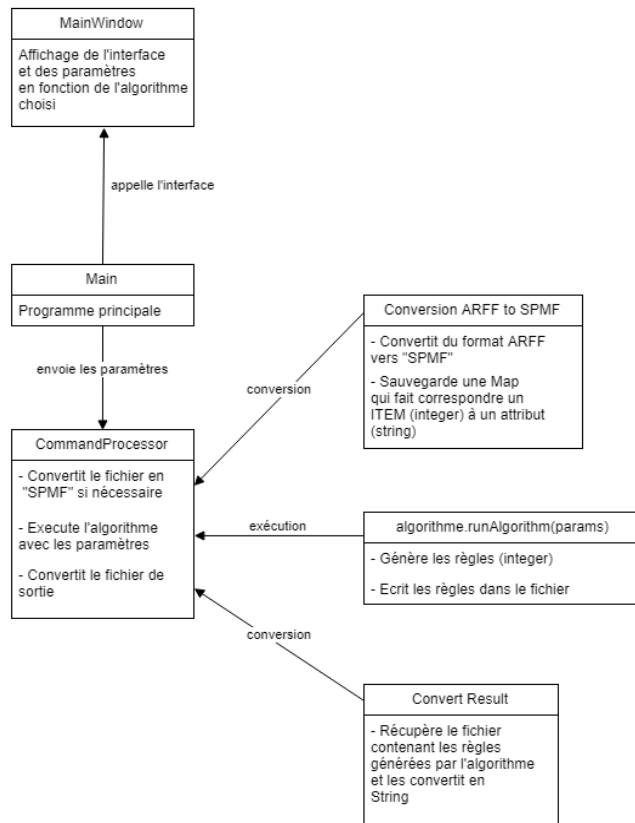 MainWindow
Affichage de l'interface
et des paramètres
en fonction de l'algorithme
choisi
appelle l'interface
Main
Programme principale
envoie les paramètres
CommandProcessor
- Convertit le fichier en
"SPMF" si nécessaire
- Execute l'algorithme
avec les paramètres
- Convertit le fichier de
sortie
conversion
Conversion ARFF to SPMF
- Convertit du format ARFF
vers "SPMF"
- Sauvegarde une Map
qui fait correspondre un
ITEM (integer) à un attribut
(string)
exécution
algorithme.runAlgorithm(params)
- Génère les règles (integer)
- Ecrit les règles dans le fichier
conversion
Convert Result
- Récupère le fichier
contenant les règles
générées par l'algorithme
et les convertit en
String